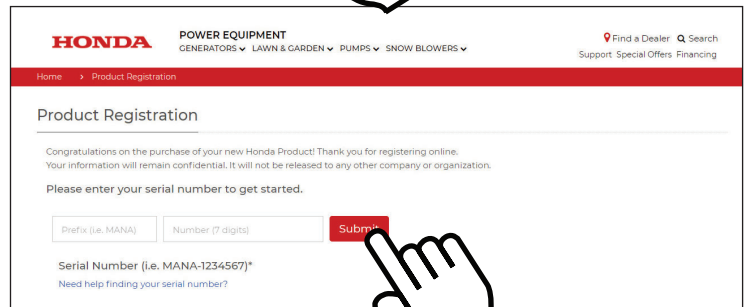 HONDA
POWER EQUIPMENT
GENERATORS LAWN & GARDEN PUMPS SNOW BLOWERS
Find a Dealer Search
Support Special Offers Financing
Home > Product Registration
Product Registration
Congratulations on the purchase of your new Honda Product! Thank you for registering online.
Your information will remain confidential. It will not be released to any other company or organization.
Please enter your serial number to get started.
Prefix (i.e. MANA) Number (7 digits) Submit
Serial Number (i.e. MANA-1234567)*
Need help finding your serial number?